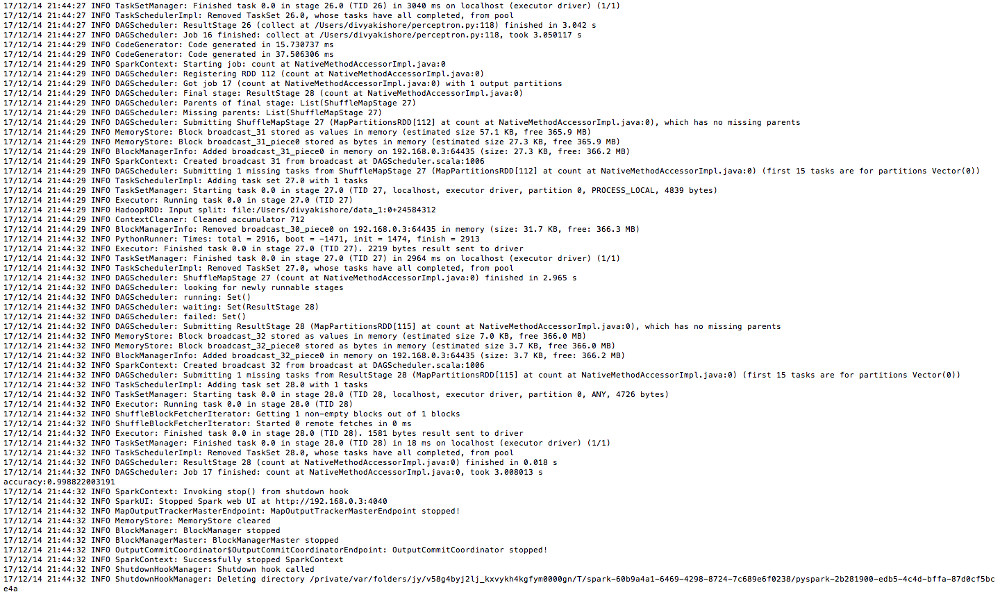 17/12/14 21:44:27 INFO TaskSetManager: Finished task 0.0 in stage 26.0 (TID 26) in 3040 ms on localhost (executor driver) (1/1)
17/12/14 21:44:27 INFO TaskSchedulerImpl: Removed TaskSet 26.0, whose tasks have all completed, from pool
17/12/14 21:44:27 INFO DAGScheduler: ResultStage 26 (collect at /Users/divyakishore/perceptron.py:118) finished in 3.042 s
17/12/14 21:44:27 INFO DAGScheduler: Job 16 finished: collect at /Users/divyakishore/perceptron.py:118, took 3.050117 s
17/12/14 21:44:29 INFO CodeGenerator: Code generated in 15.730737 ms
17/12/14 21:44:29 INFO CodeGenerator: Code generated in 37.506306 ms
17/12/14 21:44:29 INFO SparkContext: Starting job: count at NativeMethodAccessorImpl.java:0
17/12/14 21:44:29 INFO DAGScheduler: Registering RDD 112 (count at NativeMethodAccessorImpl.java:0)
17/12/14 21:44:29 INFO DAGScheduler: Got job 17 (count at NativeMethodAccessorImpl.java:0) with 1 output partitions
17/12/14 21:44:29 INFO DAGScheduler: Final stage: ResultStage 28 (count at NativeMethodAccessorImpl.java:0)
17/12/14 21:44:29 INFO DAGScheduler: Parents of final stage: List(ShuffleMapStage 27)
17/12/14 21:44:29 INFO DAGScheduler: Missing parents: List(ShuffleMapStage 27)
17/12/14 21:44:29 INFO DAGScheduler: Submitting ShuffleMapStage 27 (MapPartitionsRDD[112] at count at NativeMethodAccessorImpl.java:0), which has no missing parents
17/12/14 21:44:29 INFO MemoryStore: Block broadcast_31 stored as values in memory (estimated size 57.1 KB, free 365.9 MB)
17/12/14 21:44:29 INFO MemoryStore: Block broadcast_31_piece0 stored as bytes in memory (estimated size 27.3 KB, free 365.9 MB)
17/12/14 21:44:29 INFO BlockManagerInfo: Added broadcast_31_piece0 in memory on 192.168.0.3:64435 (size: 27.3 KB, free: 366.2 MB)
17/12/14 21:44:29 INFO SparkContext: Created broadcast 31 from broadcast at DAGScheduler.scala:1006
17/12/14 21:44:29 INFO DAGScheduler: Submitting 1 missing tasks from ShuffleMapStage 27 (MapPartitionsRDD[112] at count at NativeMethodAccessorImpl.java:0) (first 15 tasks are for partitions Vector(0))
17/12/14 21:44:29 INFO TaskSchedulerImpl: Adding task set 27.0 with 1 tasks
17/12/14 21:44:29 INFO TaskSetManager: Starting task 0.0 in stage 27.0 (TID 27, localhost, executor driver, partition 0, PROCESS_LOCAL, 4839 bytes)
17/12/14 21:44:29 INFO Executor: Running task 0.0 in stage 27.0 (TID 27)
17/12/14 21:44:29 INFO HadoopRDD: Input split: file:/Users/divyakishore/data_1:0+24584312
17/12/14 21:44:29 INFO ContextCleaner: Cleaned accumulator 712
17/12/14 21:44:29 INFO BlockManagerInfo: Removed broadcast_30_piece0 on 192.168.0.3:64435 in memory (size: 31.7 KB, free: 366.3 MB)
17/12/14 21:44:32 INFO PythonRunner: Times: total = 2916, boot = -1471, init = 1474, finish = 2913
17/12/14 21:44:32 INFO Executor: Finished task 0.0 in stage 27.0 (TID 27). 2219 bytes result sent to driver
17/12/14 21:44:32 INFO TaskSetManager: Finished task 0.0 in stage 27.0 (TID 27) in 2964 ms on localhost (executor driver) (1/1)
17/12/14 21:44:32 INFO TaskSchedulerImpl: Removed TaskSet 27.0, whose tasks have all completed, from pool
17/12/14 21:44:32 INFO DAGScheduler: ShuffleMapStage 27 (count at NativeMethodAccessorImpl.java:0) finished in 2.965 s
17/12/14 21:44:32 INFO DAGScheduler: looking for newly runnable stages
17/12/14 21:44:32 INFO DAGScheduler: running: Set()
17/12/14 21:44:32 INFO DAGScheduler: waiting: Set(ResultStage 28)
17/12/14 21:44:32 INFO DAGScheduler: failed: Set()
17/12/14 21:44:32 INFO DAGScheduler: Submitting ResultStage 28 (MapPartitionsRDD[115] at count at NativeMethodAccessorImpl.java:0), which has no missing parents
17/12/14 21:44:32 INFO MemoryStore: Block broadcast_32 stored as values in memory (estimated size 7.0 KB, free 366.0 MB)
17/12/14 21:44:32 INFO MemoryStore: Block broadcast_32_piece0 stored as bytes in memory (estimated size 3.7 KB, free 366.0 MB)
17/12/14 21:44:32 INFO BlockManagerInfo: Added broadcast_32_piece0 in memory on 192.168.0.3:64435 (size: 3.7 KB, free: 366.2 MB)
17/12/14 21:44:32 INFO SparkContext: Created broadcast 32 from broadcast at DAGScheduler.scala:1006
17/12/14 21:44:32 INFO DAGScheduler: Submitting 1 missing tasks from ResultStage 28 (MapPartitionsRDD[115] at count at NativeMethodAccessorImpl.java:0) (first 15 tasks are for partitions Vector(0))
17/12/14 21:44:32 INFO TaskSchedulerImpl: Adding task set 28.0 with 1 tasks
17/12/14 21:44:32 INFO TaskSetManager: Starting task 0.0 in stage 28.0 (TID 28, localhost, executor driver, partition 0, ANY, 4726 bytes)
17/12/14 21:44:32 INFO Executor: Running task 0.0 in stage 28.0 (TID 28)
17/12/14 21:44:32 INFO ShuffleBlockFetcherIterator: Getting 1 non-empty blocks out of 1 blocks
17/12/14 21:44:32 INFO ShuffleBlockFetcherIterator: Started 0 remote fetches in 0 ms
17/12/14 21:44:32 INFO Executor: Finished task 0.0 in stage 28.0 (TID 28). 1581 bytes result sent to driver
17/12/14 21:44:32 INFO TaskSetManager: Finished task 0.0 in stage 28.0 (TID 28) in 18 ms on localhost (executor driver) (1/1)
17/12/14 21:44:32 INFO TaskSchedulerImpl: Removed TaskSet 28.0, whose tasks have all completed, from pool
17/12/14 21:44:32 INFO DAGScheduler: ResultStage 28 (count at NativeMethodAccessorImpl.java:0) finished in 0.018 s
17/12/14 21:44:32 INFO DAGScheduler: Job 17 finished: count at NativeMethodAccessorImpl.java:0, took 3.008013 s
accuracy:0.998822003191
17/12/14 21:44:32 INFO SparkContext: Invoking stop() from shutdown hook
17/12/14 21:44:32 INFO SparkUI: Stopped Spark web UI at http://192.168.0.3:4040
17/12/14 21:44:32 INFO MapOutputTrackerMasterEndpoint: MapOutputTrackerMasterEndpoint stopped!
17/12/14 21:44:32 INFO MemoryStore: MemoryStore cleared
17/12/14 21:44:32 INFO BlockManager: BlockManager stopped
17/12/14 21:44:32 INFO BlockManagerMaster: BlockManagerMaster stopped
17/12/14 21:44:32 INFO OutputCommitCoordinator$OutputCommitCoordinatorEndpoint: OutputCommitCoordinator stopped!
17/12/14 21:44:32 INFO SparkContext: Successfully stopped SparkContext
17/12/14 21:44:32 INFO ShutdownHookManager: Shutdown hook called
17/12/14 21:44:32 INFO ShutdownHookManager: Deleting directory /private/var/folders/jy/v58g4byj2lj_kxvykh4kgfym0000gn/T/spark-60b9a4a1-6469-4298-8724-7c689e6f0238/pyspark-2b281900-edb5-4c4d-bffa-87d0cf5bc
e4a